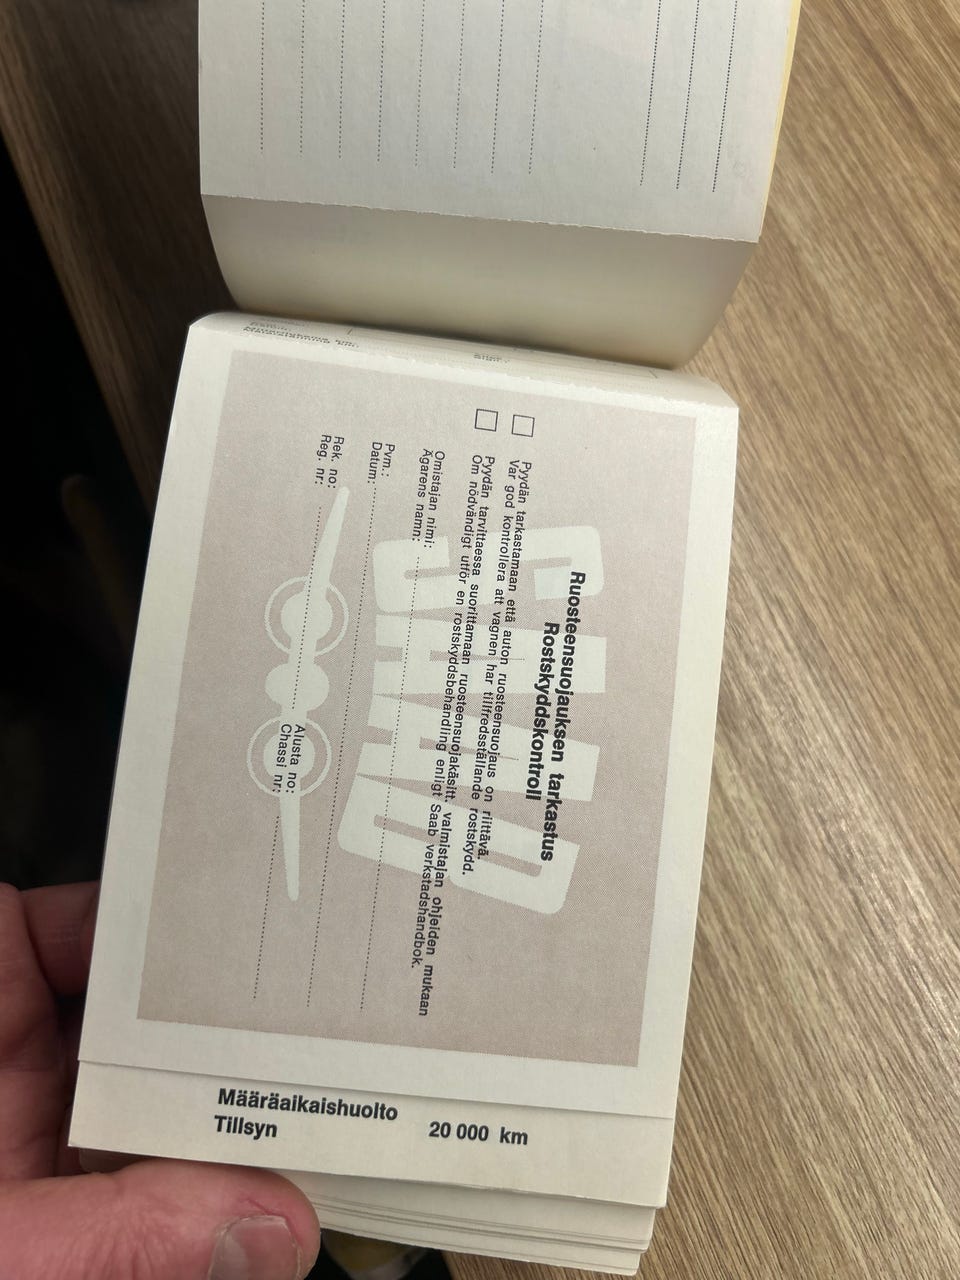 Ruosteensuojauksen tarkastus
Rostskyddskontroll
Pyydän tarkastamaan että auton ruosteensuojaus on riittävä.
Var god kontrollera att vagnen har tillfredsställande rostskydd.
Pyydän tarvittaessa suorittamaan ruosteensuojakäsitt. valmistajan ohjeiden mukaan
Om nödvändigt utför en rostskyddsbehandling enligt Saab verkstadshandbok.
Omistajan nimi:
Ägarens namn:
Pvm.:
Datum:
Rek. no:
Reg. nr:
Alusta no:
Chassi nr:
SAAB
Määräaikaishuolto
Tillsyn
20 000 km